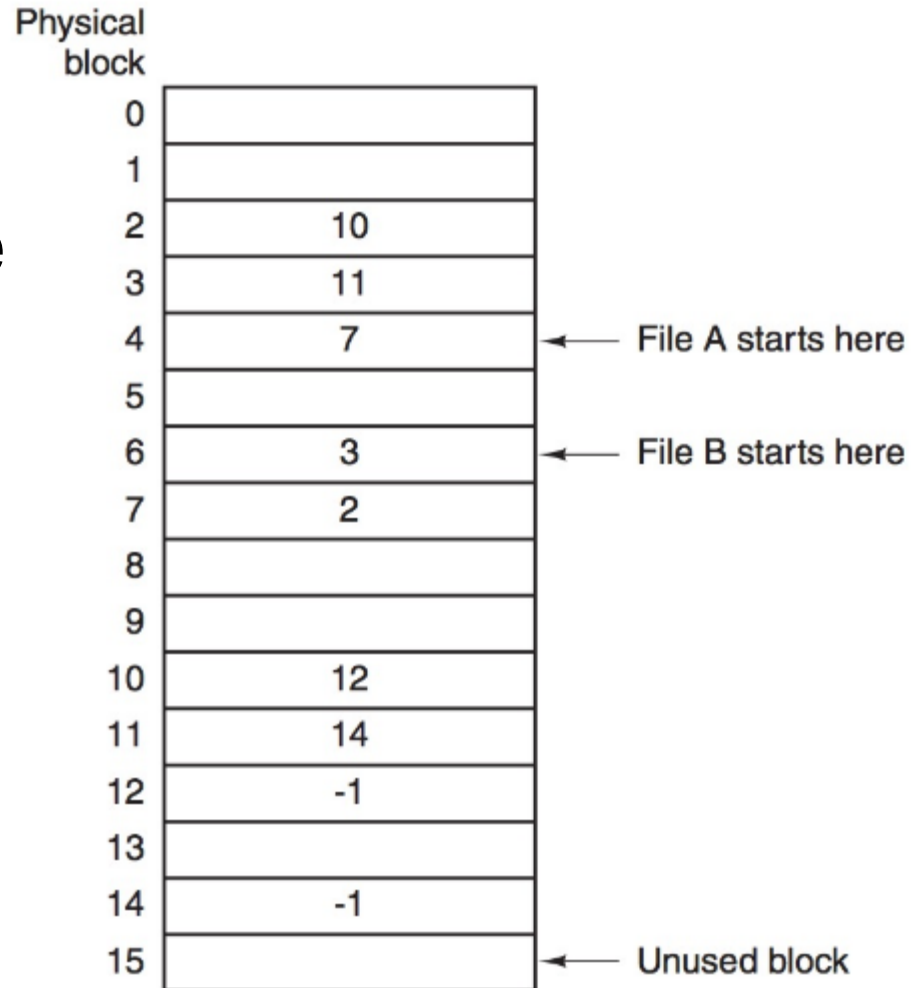 Physical
block
0
1
2 10
e
3 11
4 7 File A starts here
5
6 3 File B starts here
7 2
8
9
10 12
11 14
12 -1
13
14 -1
15 Unused block